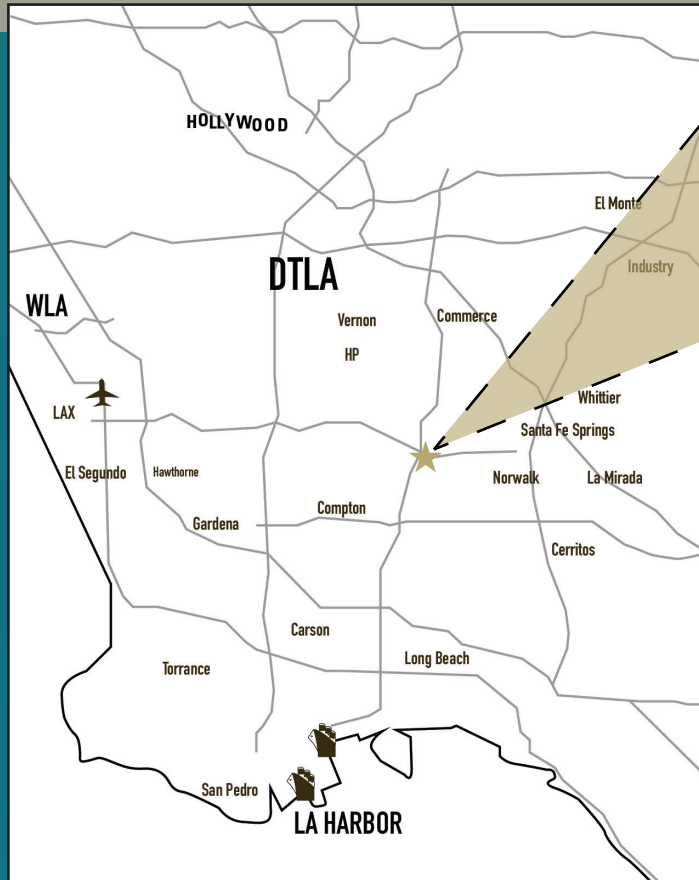 HOLLYWOOD
El Monte
DTLA
Industry
WLA
Vernon
Commerce
HP
Whittier
LAX
Santa Fe Springs
El Segundo
Hawthorne
Norwalk
La Mirada
Compton
Gardena
Cerritos
Carson
Long Beach
Torrance
San Pedro
LA HARBOR